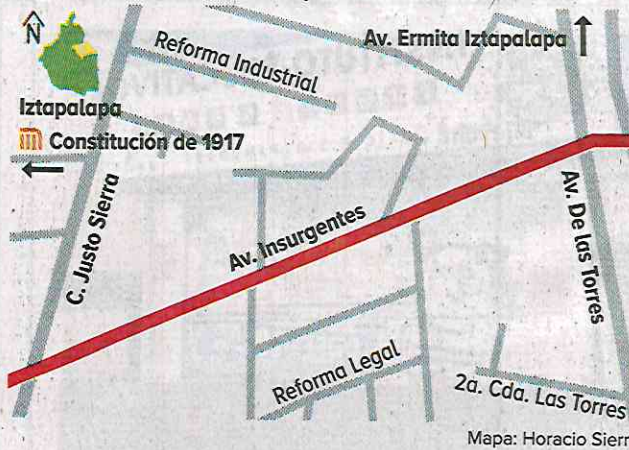 N
Av. Ermita Iztapalapa
Reforma Industrial
Iztapalapa
Constitución de 1917
C. Justo Sierra
Av. Insurgentes
Av. De las Torres
Reforma Legal
2a. Cda. Las Torres
Mapa: Horacio Sierr